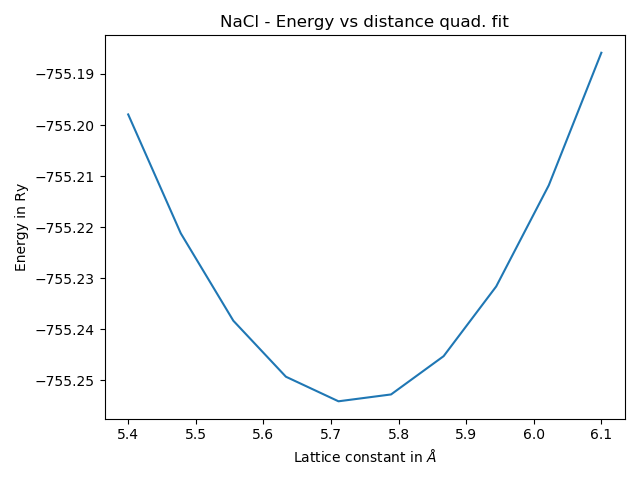 NaCl - Energy vs distance quad. fit
−755.19
−755.20
−755.21
−755.22
−755.23
−755.24
−755.25
Energy in Ry
5.4 5.5 5.6 5.7 5.8 5.9 6.0 6.1
Lattice constant in Å